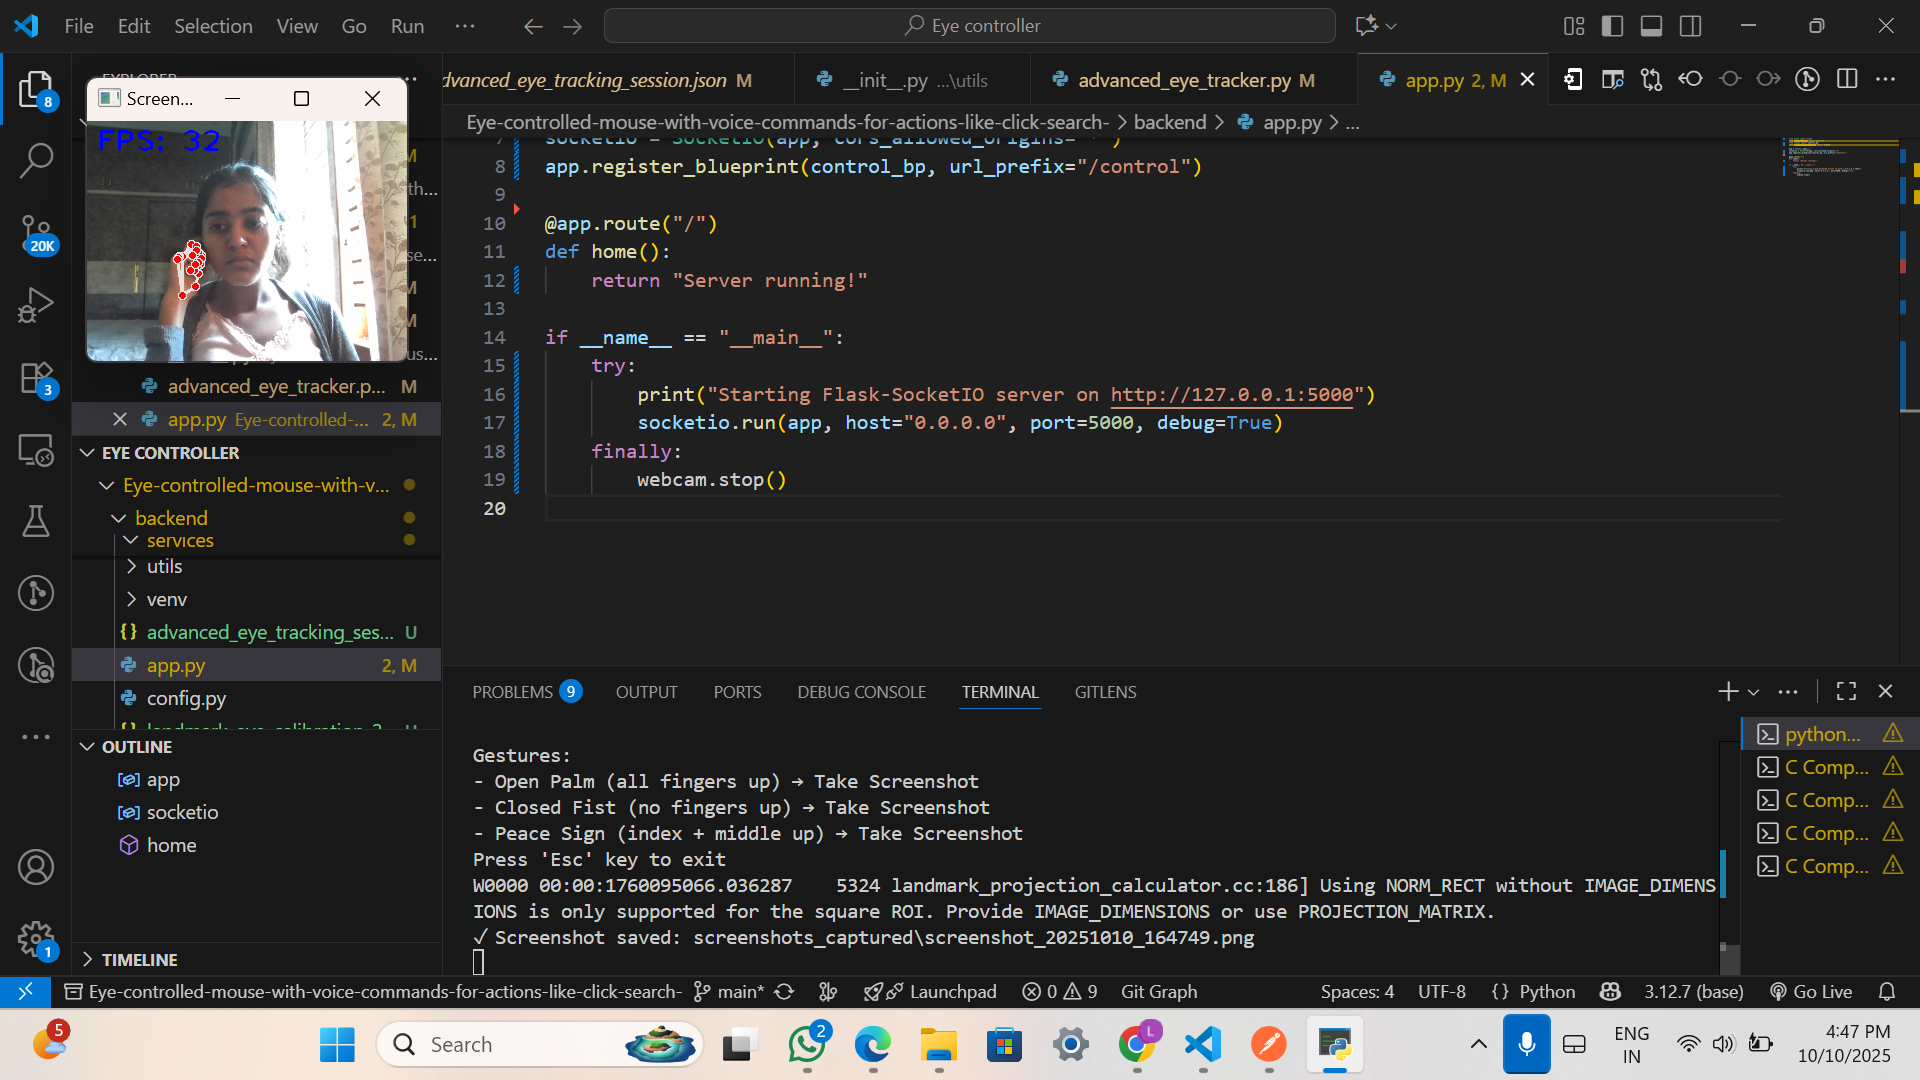 File Edit Selection View Go Run ···
Eye controller
EXPLORER
Screen...
FPS: 32
advanced_eye_tracking_session.json M
__init__.py ...\utils
advanced_eye_tracker.py M
app.py 2, M
Eye-controlled-mouse-with-voice-commands-for-actions-like-click-search- > backend > app.py > ...
7 socketio = SocketIO(app, cors_allowed_origins="*")
8 app.register_blueprint(control_bp, url_prefix="/control")
9
10 @app.route("/")
11 def home():
12 return "Server running!"
13
14 if __name__ == "__main__":
15 try:
16 print("Starting Flask-SocketIO server on http://127.0.0.1:5000")
17 socketio.run(app, host="0.0.0.0", port=5000, debug=True)
18 finally:
19 webcam.stop()
20
8
20K
3
1
advanced_eye_tracker.p... M
app.py Eye-controlled-... 2, M
EYE CONTROLLER
Eye-controlled-mouse-with-v...
backend
services
utils
venv
advanced_eye_tracking_ses... U
app.py 2, M
config.py
landmark_eye_calibration_2... U
OUTLINE
app
socketio
home
TIMELINE
PROBLEMS 9 OUTPUT PORTS DEBUG CONSOLE TERMINAL GITLENS
Gestures:
- Open Palm (all fingers up) → Take Screenshot
- Closed Fist (no fingers up) → Take Screenshot
- Peace Sign (index + middle up) → Take Screenshot
Press 'Esc' key to exit
W0000 00:00:1760095066.036287 5324 landmark_projection_calculator.cc:186] Using NORM_RECT without IMAGE_DIMENS
IONS is only supported for the square ROI. Provide IMAGE_DIMENSIONS or use PROJECTION_MATRIX.
✓ Screenshot saved: screenshots_captured\screenshot_20251010_164749.png
python...
C Comp...
C Comp...
C Comp...
C Comp...
Eye-controlled-mouse-with-voice-commands-for-actions-like-click-search- main* Launchpad 0 9 Git Graph
Spaces: 4 UTF-8 {} Python 3.12.7 (base) Go Live
5
Search
2
L
ENG
IN
4:47 PM
10/10/2025